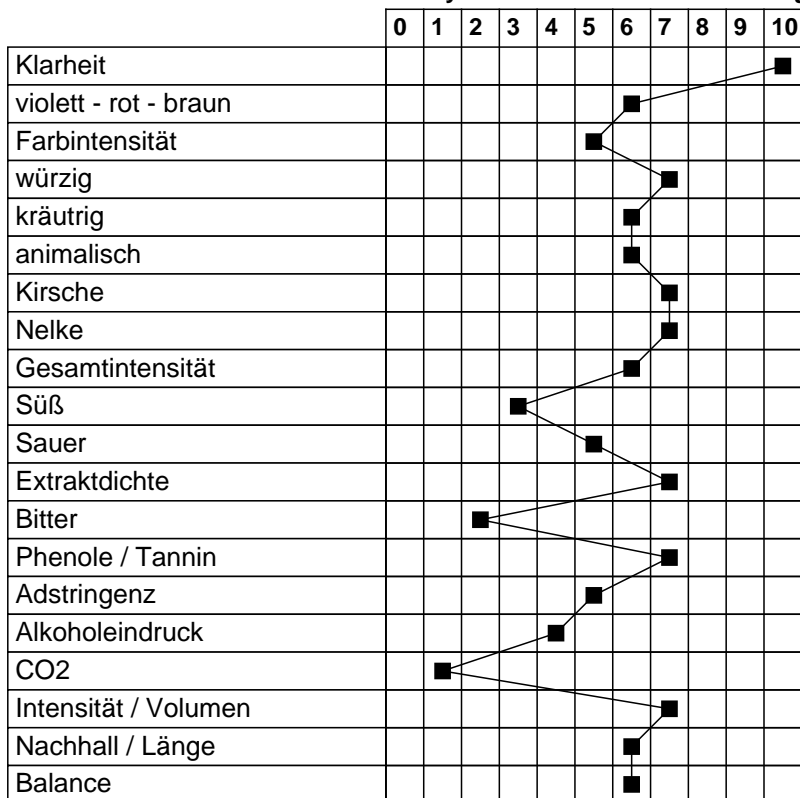 0 1 2 3 4 5 6 7 8 9 10
Klarheit
violett - rot - braun
Farbintensität
würzig
kräutrig
animalisch
Kirsche
Nelke
Gesamtintensität
Süß
Sauer
Extraktdichte
Bitter
Phenole / Tannin
Adstringenz
Alkoholeindruck
CO2
Intensität / Volumen
Nachhall / Länge
Balance